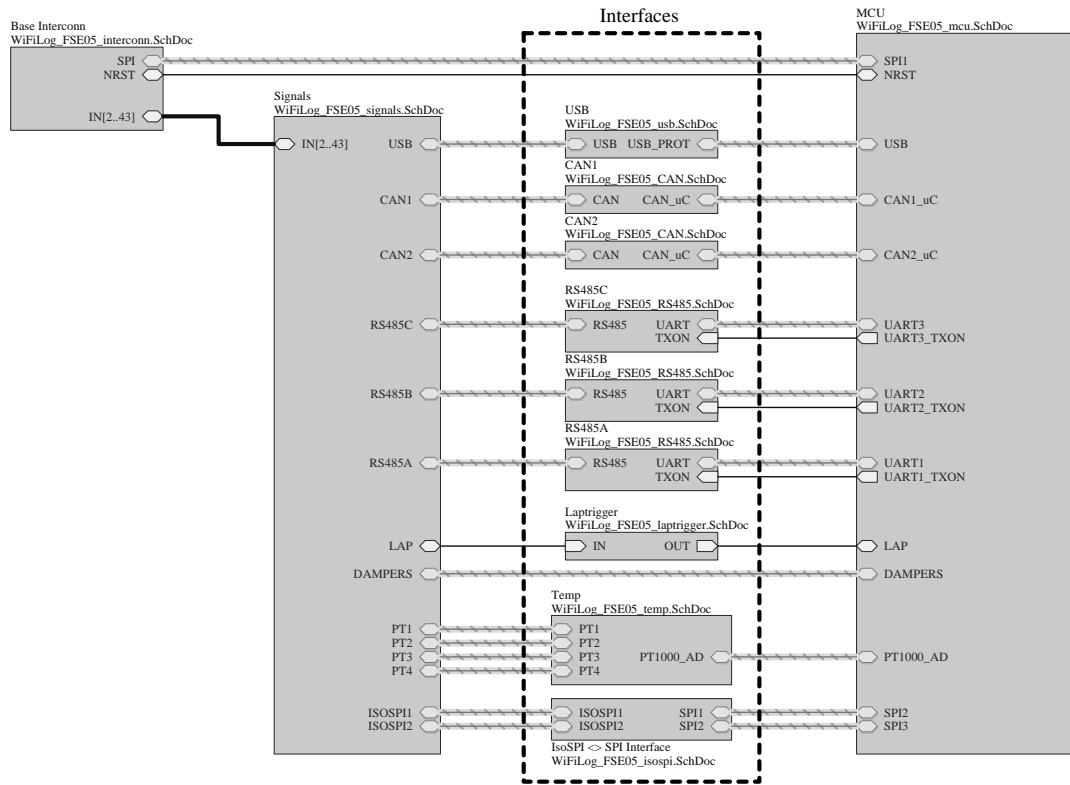 Interfaces
Base Interconn
WiFiLog_FSE05_interconn.SchDoc
SPI
NRST
IN[2..43]
Signals
WiFiLog_FSE05_signals.SchDoc
IN[2..43]
USB
CAN1
CAN2
RS485C
RS485B
RS485A
LAP
DAMPERS
PT1
PT2
PT3
PT4
ISOSPI1
ISOSPI2
USB
WiFiLog_FSE05_usb.SchDoc
USB USB_PROT
CAN1
WiFiLog_FSE05_CAN.SchDoc
CAN CAN_uC
CAN2
WiFiLog_FSE05_CAN.SchDoc
CAN CAN_uC
RS485C
WiFiLog_FSE05_RS485.SchDoc
RS485 UART
TXON
RS485B
WiFiLog_FSE05_RS485.SchDoc
RS485 UART
TXON
RS485A
WiFiLog_FSE05_RS485.SchDoc
RS485 UART
TXON
Laptrigger
WiFiLog_FSE05_laptrigger.SchDoc
IN OUT
Temp
WiFiLog_FSE05_temp.SchDoc
PT1
PT2
PT3 PT1000_AD
PT4
ISOSPI1 SPI1
ISOSPI2 SPI2
IsoSPI <> SPI Interface
WiFiLog_FSE05_isospi.SchDoc
MCU
WiFiLog_FSE05_mcu.SchDoc
SPI1
NRST
USB
CAN1_uC
CAN2_uC
UART3
UART3_TXON
UART2
UART2_TXON
UART1
UART1_TXON
LAP
DAMPERS
PT1000_AD
SPI2
SPI3